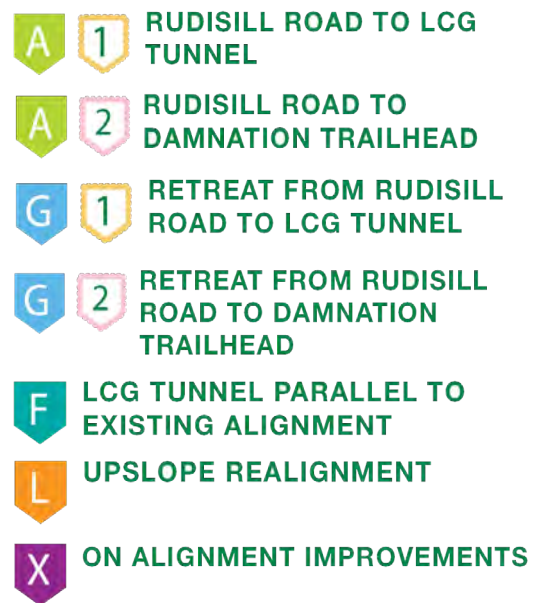 A 1 RUDISILL ROAD TO LCG
TUNNEL
A 2 RUDISILL ROAD TO
DAMNATION TRAILHEAD
G 1 RETREAT FROM RUDISILL
ROAD TO LCG TUNNEL
G 2 RETREAT FROM RUDISILL
ROAD TO DAMNATION
TRAILHEAD
F LCG TUNNEL PARALLEL TO
EXISTING ALIGNMENT
L UPSLOPE REALIGNMENT
X ON ALIGNMENT IMPROVEMENTS